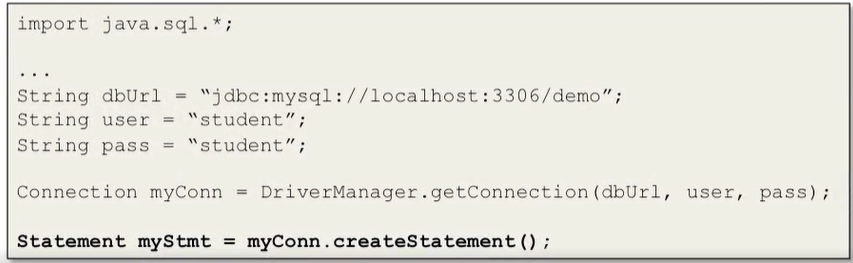 import java.sql.*;
...
String dbUrl = “jdbc:mysql://localhost:3306/demo”;
String user = “student”;
String pass = “student”;
Connection myConn = DriverManager.getConnection(dbUrl, user, pass);
Statement myStmt = myConn.createStatement();